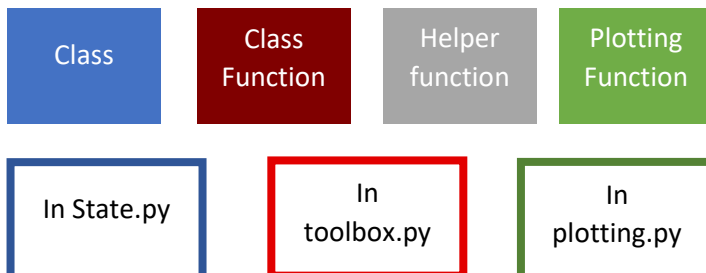 Class
Class
Function
Helper
function
Plotting
Function
In State.py
In
toolbox.py
In
plotting.py